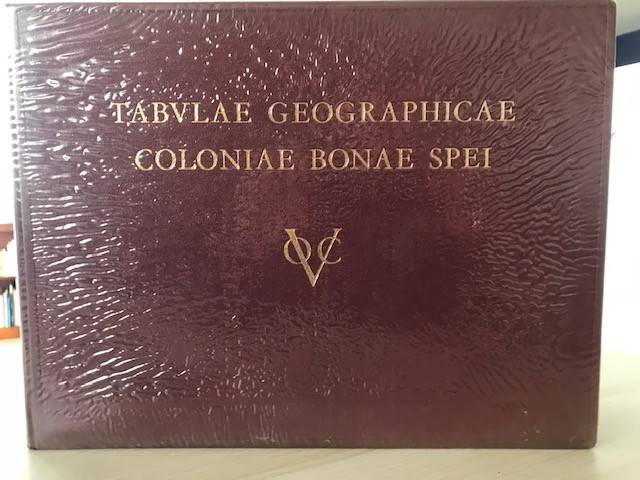 TABVLAE GEOGRAPHICAE
COLONIAE BONAE SPEI
VOC